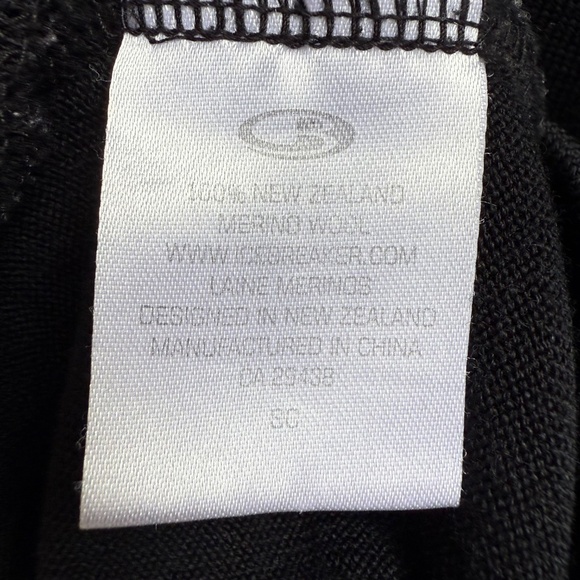 100% NEW ZEALAND
MERINO WOOL
WWW.ICEBREAKER.COM
LAINE MERINOS
DESIGNED IN NEW ZEALAND
MANUFACTURED IN CHINA
CA 29438
SC